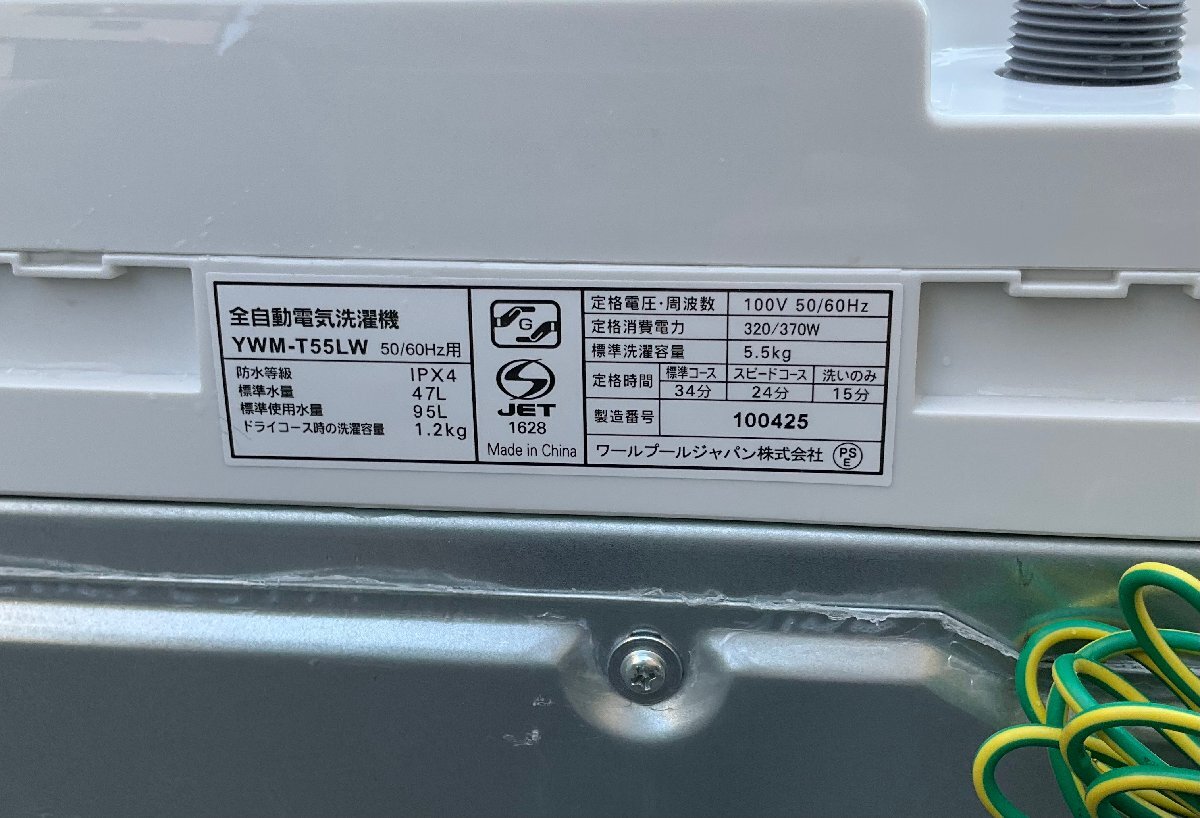 全自動電気洗濯機
YWM-T55LW 50/60Hz用
防水等級 IPX4
標準水量 47L
標準使用水量 95L
ドライコース時の洗濯容量 1.2kg
G
JET
1628
Made in China
定格電圧・周波数 100V 50/60Hz
定格消費電力 320/370W
標準洗濯容量 5.5kg
定格時間 標準コース スピードコース 洗いのみ
34分 24分 15分
製造番号 100425
ワールプールジャパン株式会社 PS
E